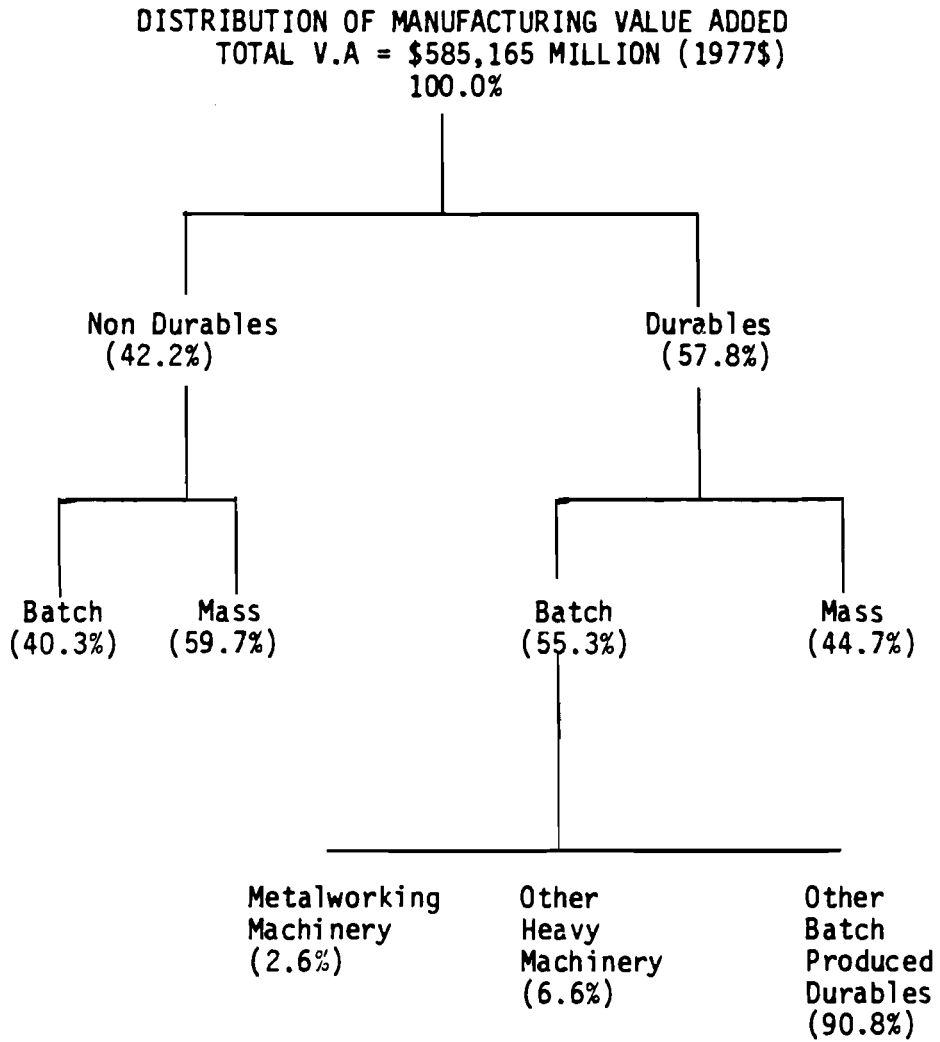 DISTRIBUTION OF MANUFACTURING VALUE ADDED
TOTAL V.A = $585,165 MILLION (1977$)
100.0%
Non Durables
(42.2%)
Durables
(57.8%)
Batch
(40.3%)
Mass
(59.7%)
Batch
(55.3%)
Mass
(44.7%)
Metalworking
Machinery
(2.6%)
Other
Heavy
Machinery
(6.6%)
Other
Batch
Produced
Durables
(90.8%)